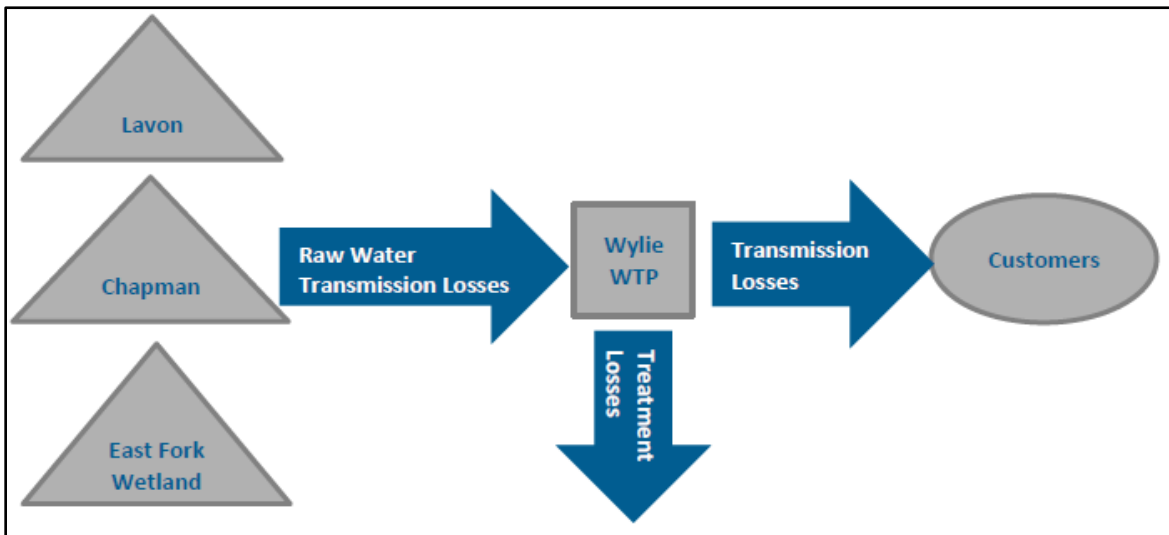 Lavon
Chapman
East Fork
Wetland
Raw Water
Transmission Losses
Wylie
WTP
Treatment
Losses
Transmission
Losses
Customers